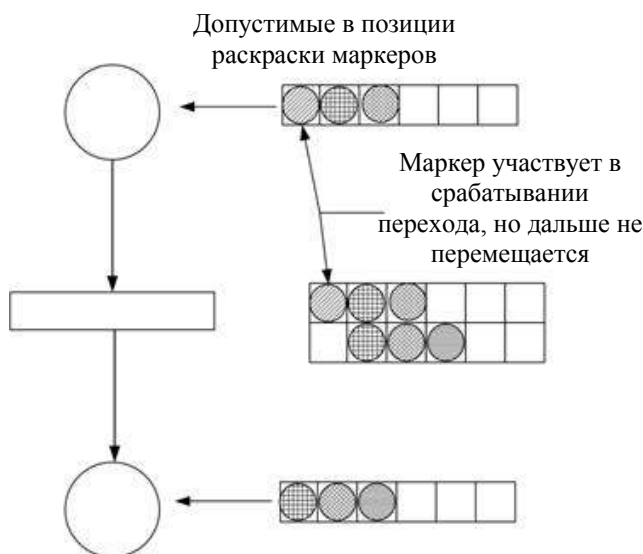 Допустимые в позиции
раскраски маркеров
Маркер участвует в
срабатывании
перехода, но дальше не
перемещается